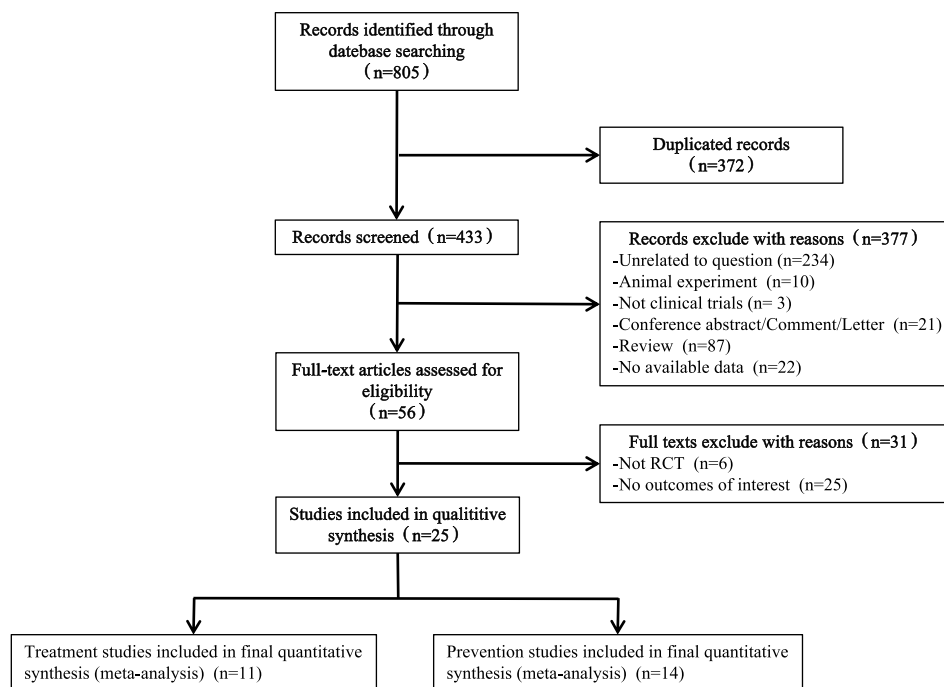 Records identified through
datebase searching
(n=805)
Duplicated records
(n=372)
Records screened (n=433)
Records exclude with reasons (n=377)
-Unrelated to question (n=234)
-Animal experiment (n=10)
-Not clinical trials (n= 3)
-Conference abstract/Comment/Letter (n=21)
-Review (n=87)
-No available data (n=22)
Full-text articles assessed for
eligibility
(n=56)
Full texts exclude with reasons (n=31)
-Not RCT (n=6)
-No outcomes of interest (n=25)
Studies included in qualititive
synthesis (n=25)
Treatment studies included in final quantitative
synthesis (meta-analysis) (n=11)
Prevention studies included in final quantitative
synthesis (meta-analysis) (n=14)